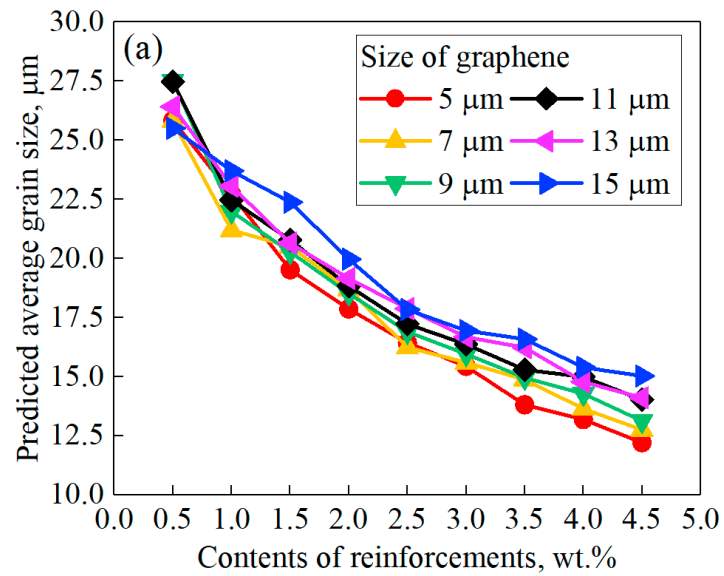 (a)
Size of graphene
5 μm 11 μm
7 μm 13 μm
9 μm 15 μm
Predicted average grain size, μm
30.0
27.5
25.0
22.5
20.0
17.5
15.0
12.5
10.0
0.0 0.5 1.0 1.5 2.0 2.5 3.0 3.5 4.0 4.5 5.0
Contents of reinforcements, wt.%